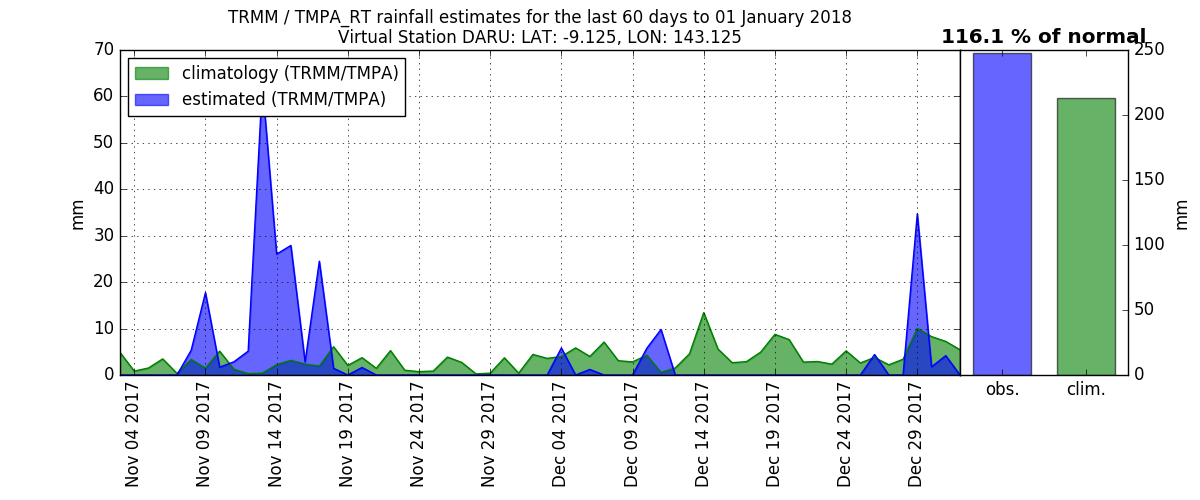 TRMM / TMPA_RT rainfall estimates for the last 60 days to 01 January 2018
Virtual Station DARU: LAT: -9.125, LON: 143.125
116.1 % of normal
climatology (TRMM/TMPA)
estimated (TRMM/TMPA)
mm
70
60
50
40
30
20
10
0
Nov 04 2017
Nov 09 2017
Nov 14 2017
Nov 19 2017
Nov 24 2017
Nov 29 2017
Dec 04 2017
Dec 09 2017
Dec 14 2017
Dec 19 2017
Dec 24 2017
Dec 29 2017
obs.
clim.
250
200
150
100
50
0
mm